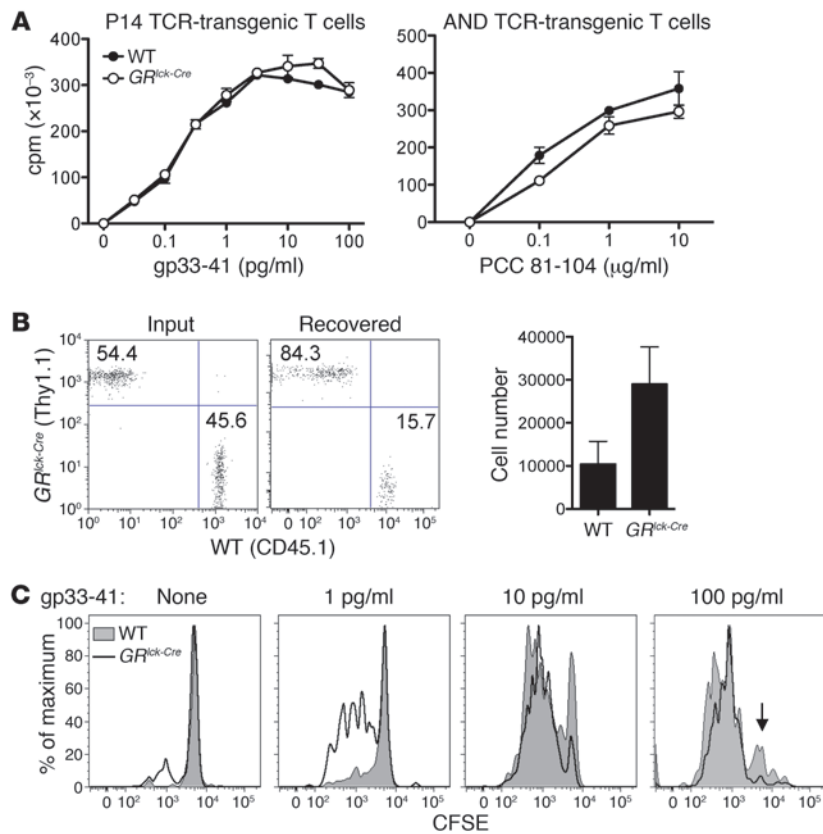 A
P14 TCR-transgenic T cells
AND TCR-transgenic T cells
WT
GRlck-Cre
cpm (×10–3)
400
300
200
100
0
0
0.1
1
10
100
gp33-41 (pg/ml)
500
400
300
200
100
0
0
0.1
1
10
PCC 81-104 (μg/ml)
B
Input
Recovered
GRlck-Cre (Thy1.1)
104
103
102
101
100
54.4
45.6
84.3
15.7
100
101
102
103
104
0
102
103
104
105
WT (CD45.1)
Cell number
40000
30000
20000
10000
0
WT
GRlck-Cre
C
gp33-41:
None
1 pg/ml
10 pg/ml
100 pg/ml
WT
GRlck-Cre
% of maximum
100
80
60
40
20
0
0 102 103 104 105
0 102 103 104 105
0 102 103 104 105
0 102 103 104 105
CFSE